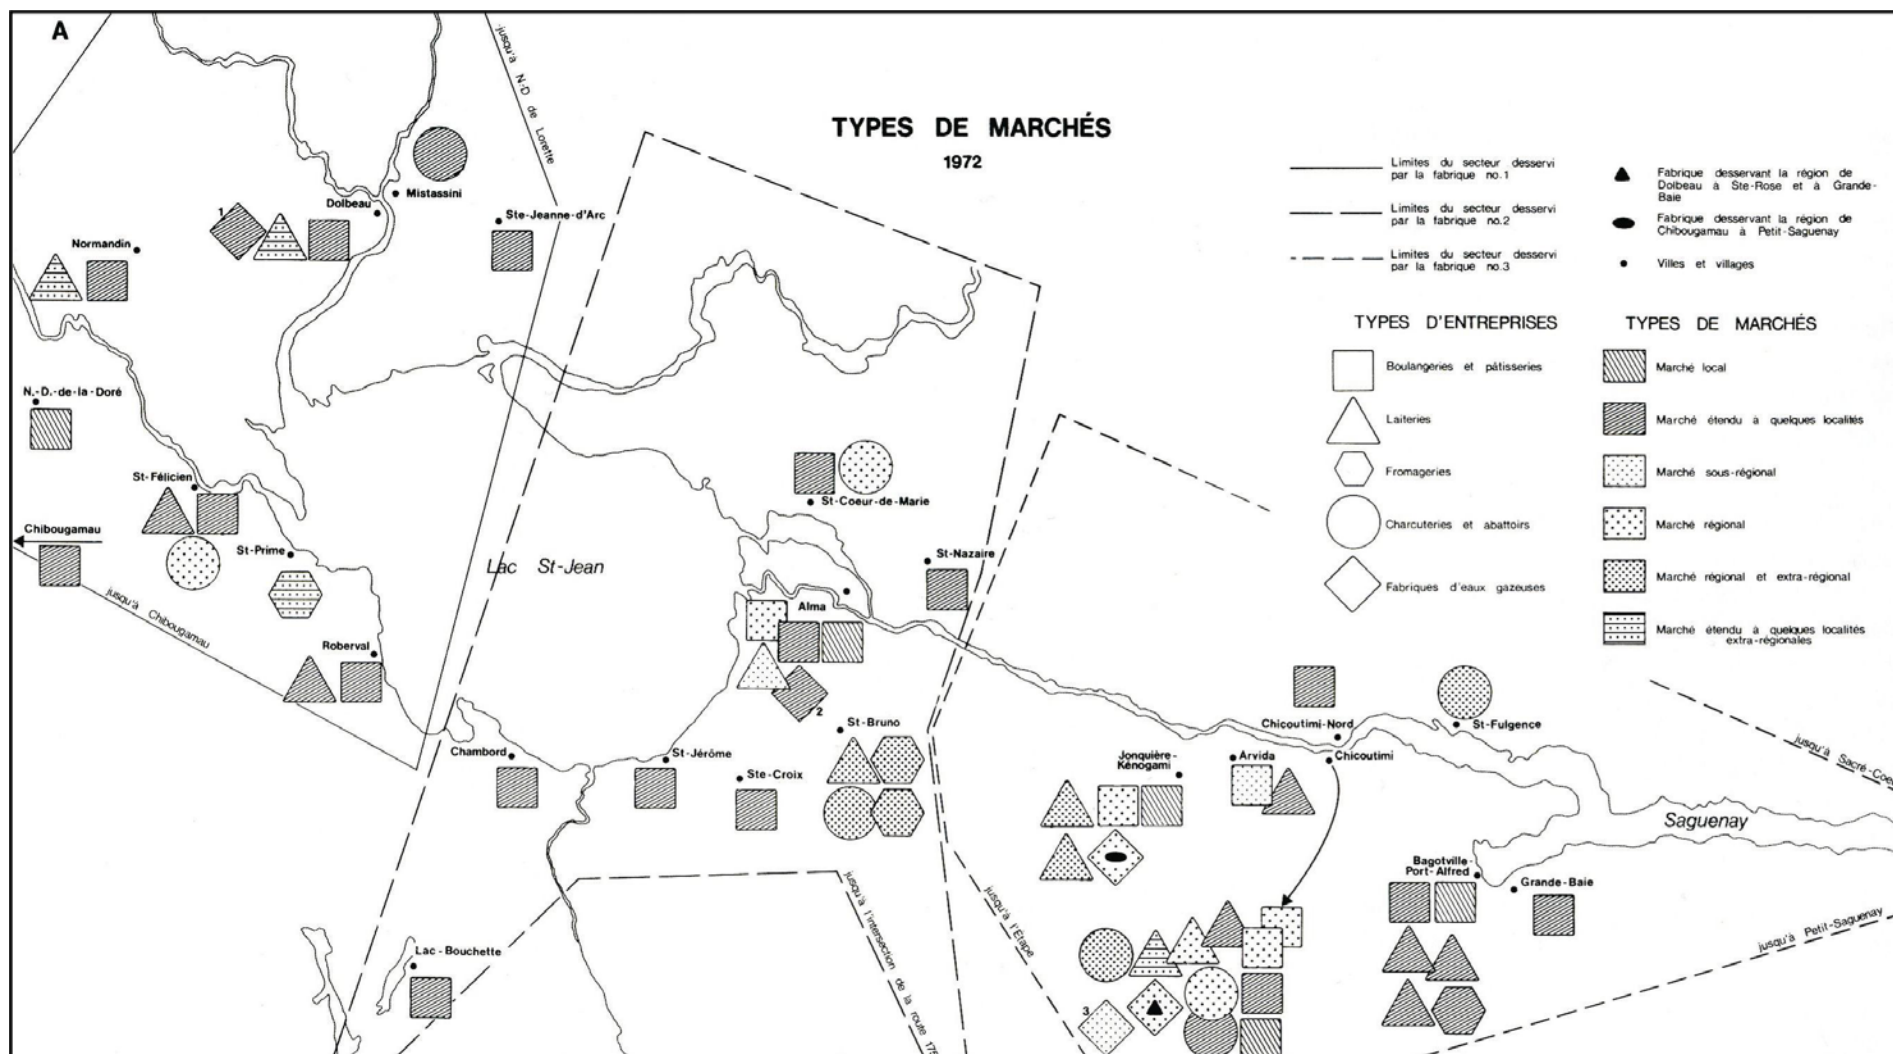 A
TYPES DE MARCHÉS
1972
jusqu'à N-D de Lorette
Mistassini
Dolbeau
1
Ste-Jeanne-d'Arc
Normandin
N.-D.-de-la-Doré
St-Félicien
Chibougamau
St-Prime
jusqu'à Chibougamau
Roberval
Lac St-Jean
St-Coeur-de-Marie
St-Nazaire
Alma
2
St-Bruno
Chambord
St-Jérôme
Ste-Croix
Lac-Bouchette
jusqu'à l'intersection de la route 175
jusqu'à l'Étape
Jonquière-
Kénogami
Arvida
Chicoutimi-Nord
Chicoutimi
St-Fulgence
jusqu'à Sacré-Coeu
Saguenay
Bagotville-
Port-Alfred
Grande-Baie
jusqu'à Petit-Saguenay
3
Limites du secteur desservi
par la fabrique no.1
Limites du secteur desservi
par la fabrique no.2
Limites du secteur desservi
par la fabrique no.3
Fabrique desservant la région de
Dolbeau à Ste-Rose et à Grande-
Baie
Fabrique desservant la région de
Chibougamau à Petit-Saguenay
Villes et villages
TYPES D'ENTREPRISES
Boulangeries et pâtisseries
Laiteries
Fromageries
Charcuteries et abattoirs
Fabriques d'eaux gazeuses
TYPES DE MARCHÉS
Marché local
Marché étendu à quelques localités
Marché sous-régional
Marché régional
Marché régional et extra-régional
Marché étendu à quelques localités
extra-régionales